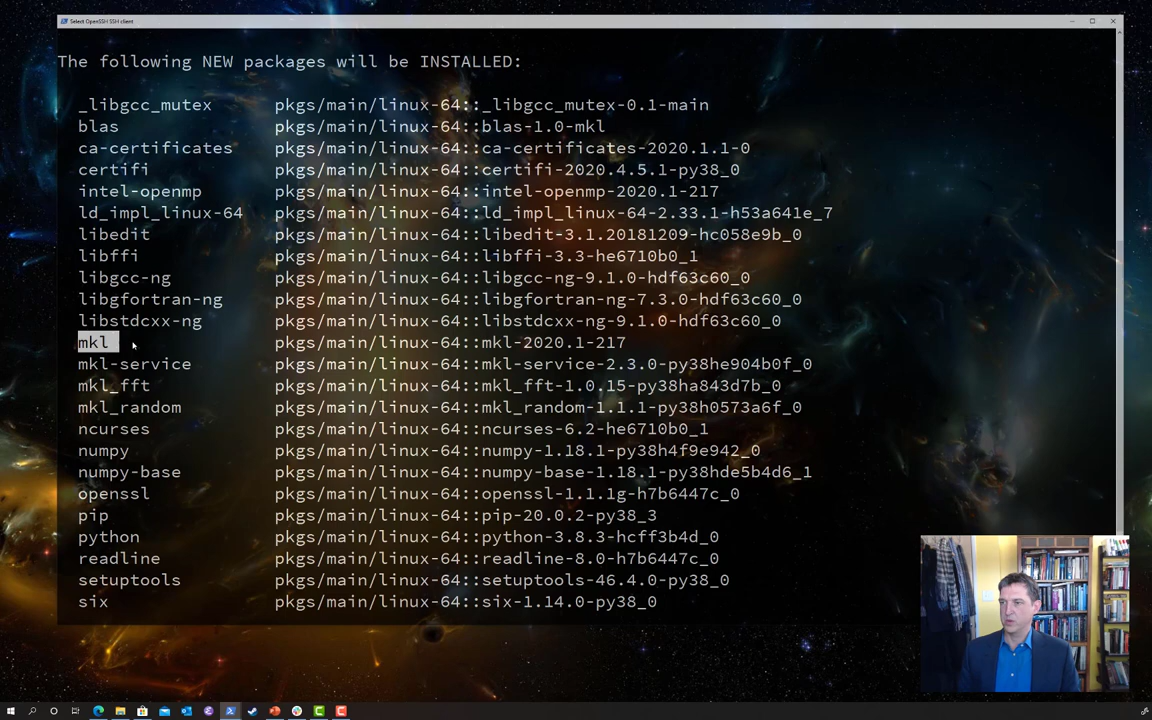 Select OpenSSH SSH client
The following NEW packages will be INSTALLED:
_libgcc_mutex pkgs/main/linux-64::_libgcc_mutex-0.1-main
blas pkgs/main/linux-64::blas-1.0-mkl
ca-certificates pkgs/main/linux-64::ca-certificates-2020.1.1-0
certifi pkgs/main/linux-64::certifi-2020.4.5.1-py38_0
intel-openmp pkgs/main/linux-64::intel-openmp-2020.1-217
ld_impl_linux-64 pkgs/main/linux-64::ld_impl_linux-64-2.33.1-h53a641e_7
libedit pkgs/main/linux-64::libedit-3.1.20181209-hc058e9b_0
libffi pkgs/main/linux-64::libffi-3.3-he6710b0_1
libgcc-ng pkgs/main/linux-64::libgcc-ng-9.1.0-hdf63c60_0
libgfortran-ng pkgs/main/linux-64::libgfortran-ng-7.3.0-hdf63c60_0
libstdcxx-ng pkgs/main/linux-64::libstdcxx-ng-9.1.0-hdf63c60_0
mkl pkgs/main/linux-64::mkl-2020.1-217
mkl-service pkgs/main/linux-64::mkl-service-2.3.0-py38he904b0f_0
mkl_fft pkgs/main/linux-64::mkl_fft-1.0.15-py38ha843d7b_0
mkl_random pkgs/main/linux-64::mkl_random-1.1.1-py38h0573a6f_0
ncurses pkgs/main/linux-64::ncurses-6.2-he6710b0_1
numpy pkgs/main/linux-64::numpy-1.18.1-py38h4f9e942_0
numpy-base pkgs/main/linux-64::numpy-base-1.18.1-py38hde5b4d6_1
openssl pkgs/main/linux-64::openssl-1.1.1g-h7b6447c_0
pip pkgs/main/linux-64::pip-20.0.2-py38_3
python pkgs/main/linux-64::python-3.8.3-hcff3b4d_0
readline pkgs/main/linux-64::readline-8.0-h7b6447c_0
setuptools pkgs/main/linux-64::setuptools-46.4.0-py38_0
six pkgs/main/linux-64::six-1.14.0-py38_0